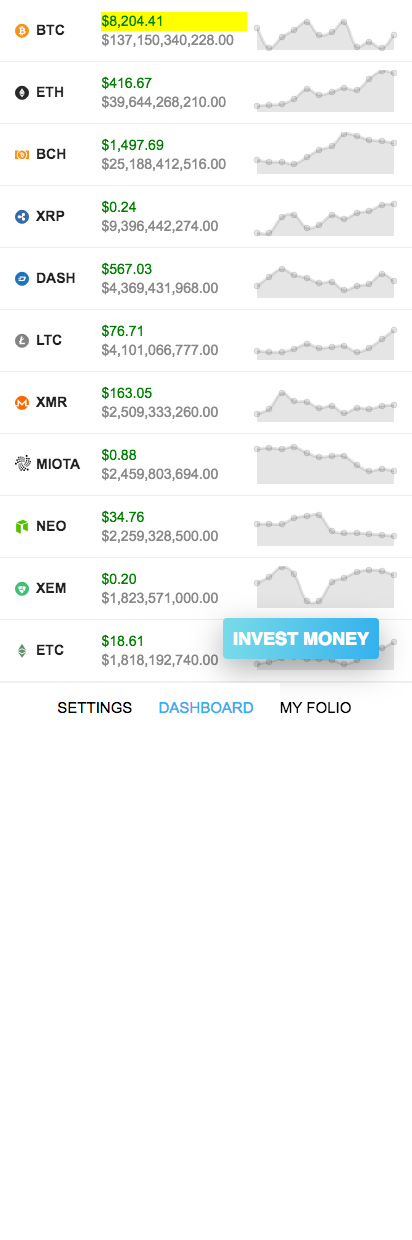 BTC
$8,204.41
$137,150,340,228.00
ETH
$416.67
$39,644,268,210.00
BCH
$1,497.69
$25,188,412,516.00
XRP
$0.24
$9,396,442,274.00
DASH
$567.03
$4,369,431,968.00
LTC
$76.71
$4,101,066,777.00
XMR
$163.05
$2,509,333,260.00
MIOTA
$0.88
$2,459,803,694.00
NEO
$34.76
$2,259,328,500.00
XEM
$0.20
$1,823,571,000.00
ETC
$18.61
$1,818,192,740.00
INVEST MONEY
SETTINGS DASHBOARD MY FOLIO